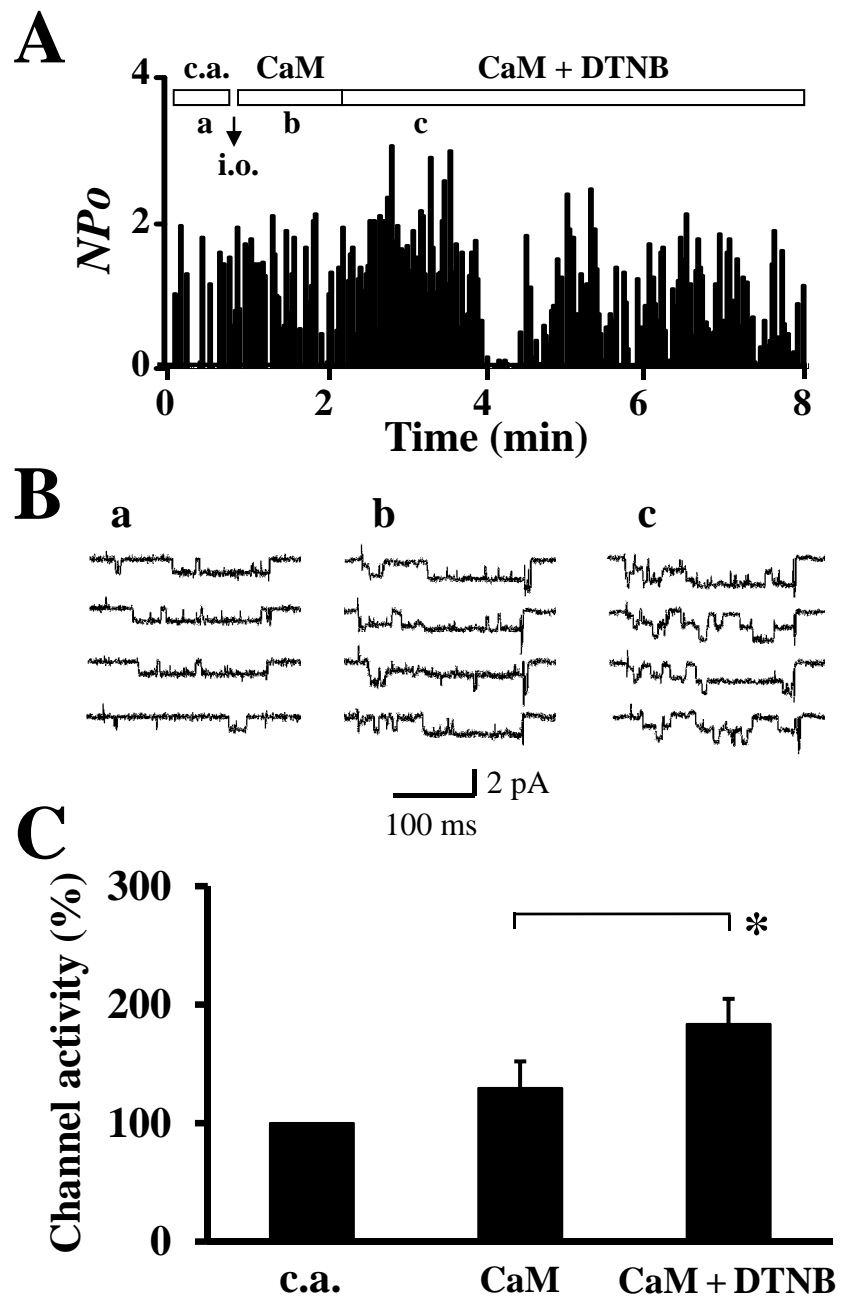 A
c.a. CaM CaM + DTNB
a b c
i.o.
NPo
4
2
0
0 2 4 6 8
Time (min)
B
a b c
2 pA
100 ms
C
Channel activity (%)
300
200
100
0
*
c.a. CaM CaM + DTNB